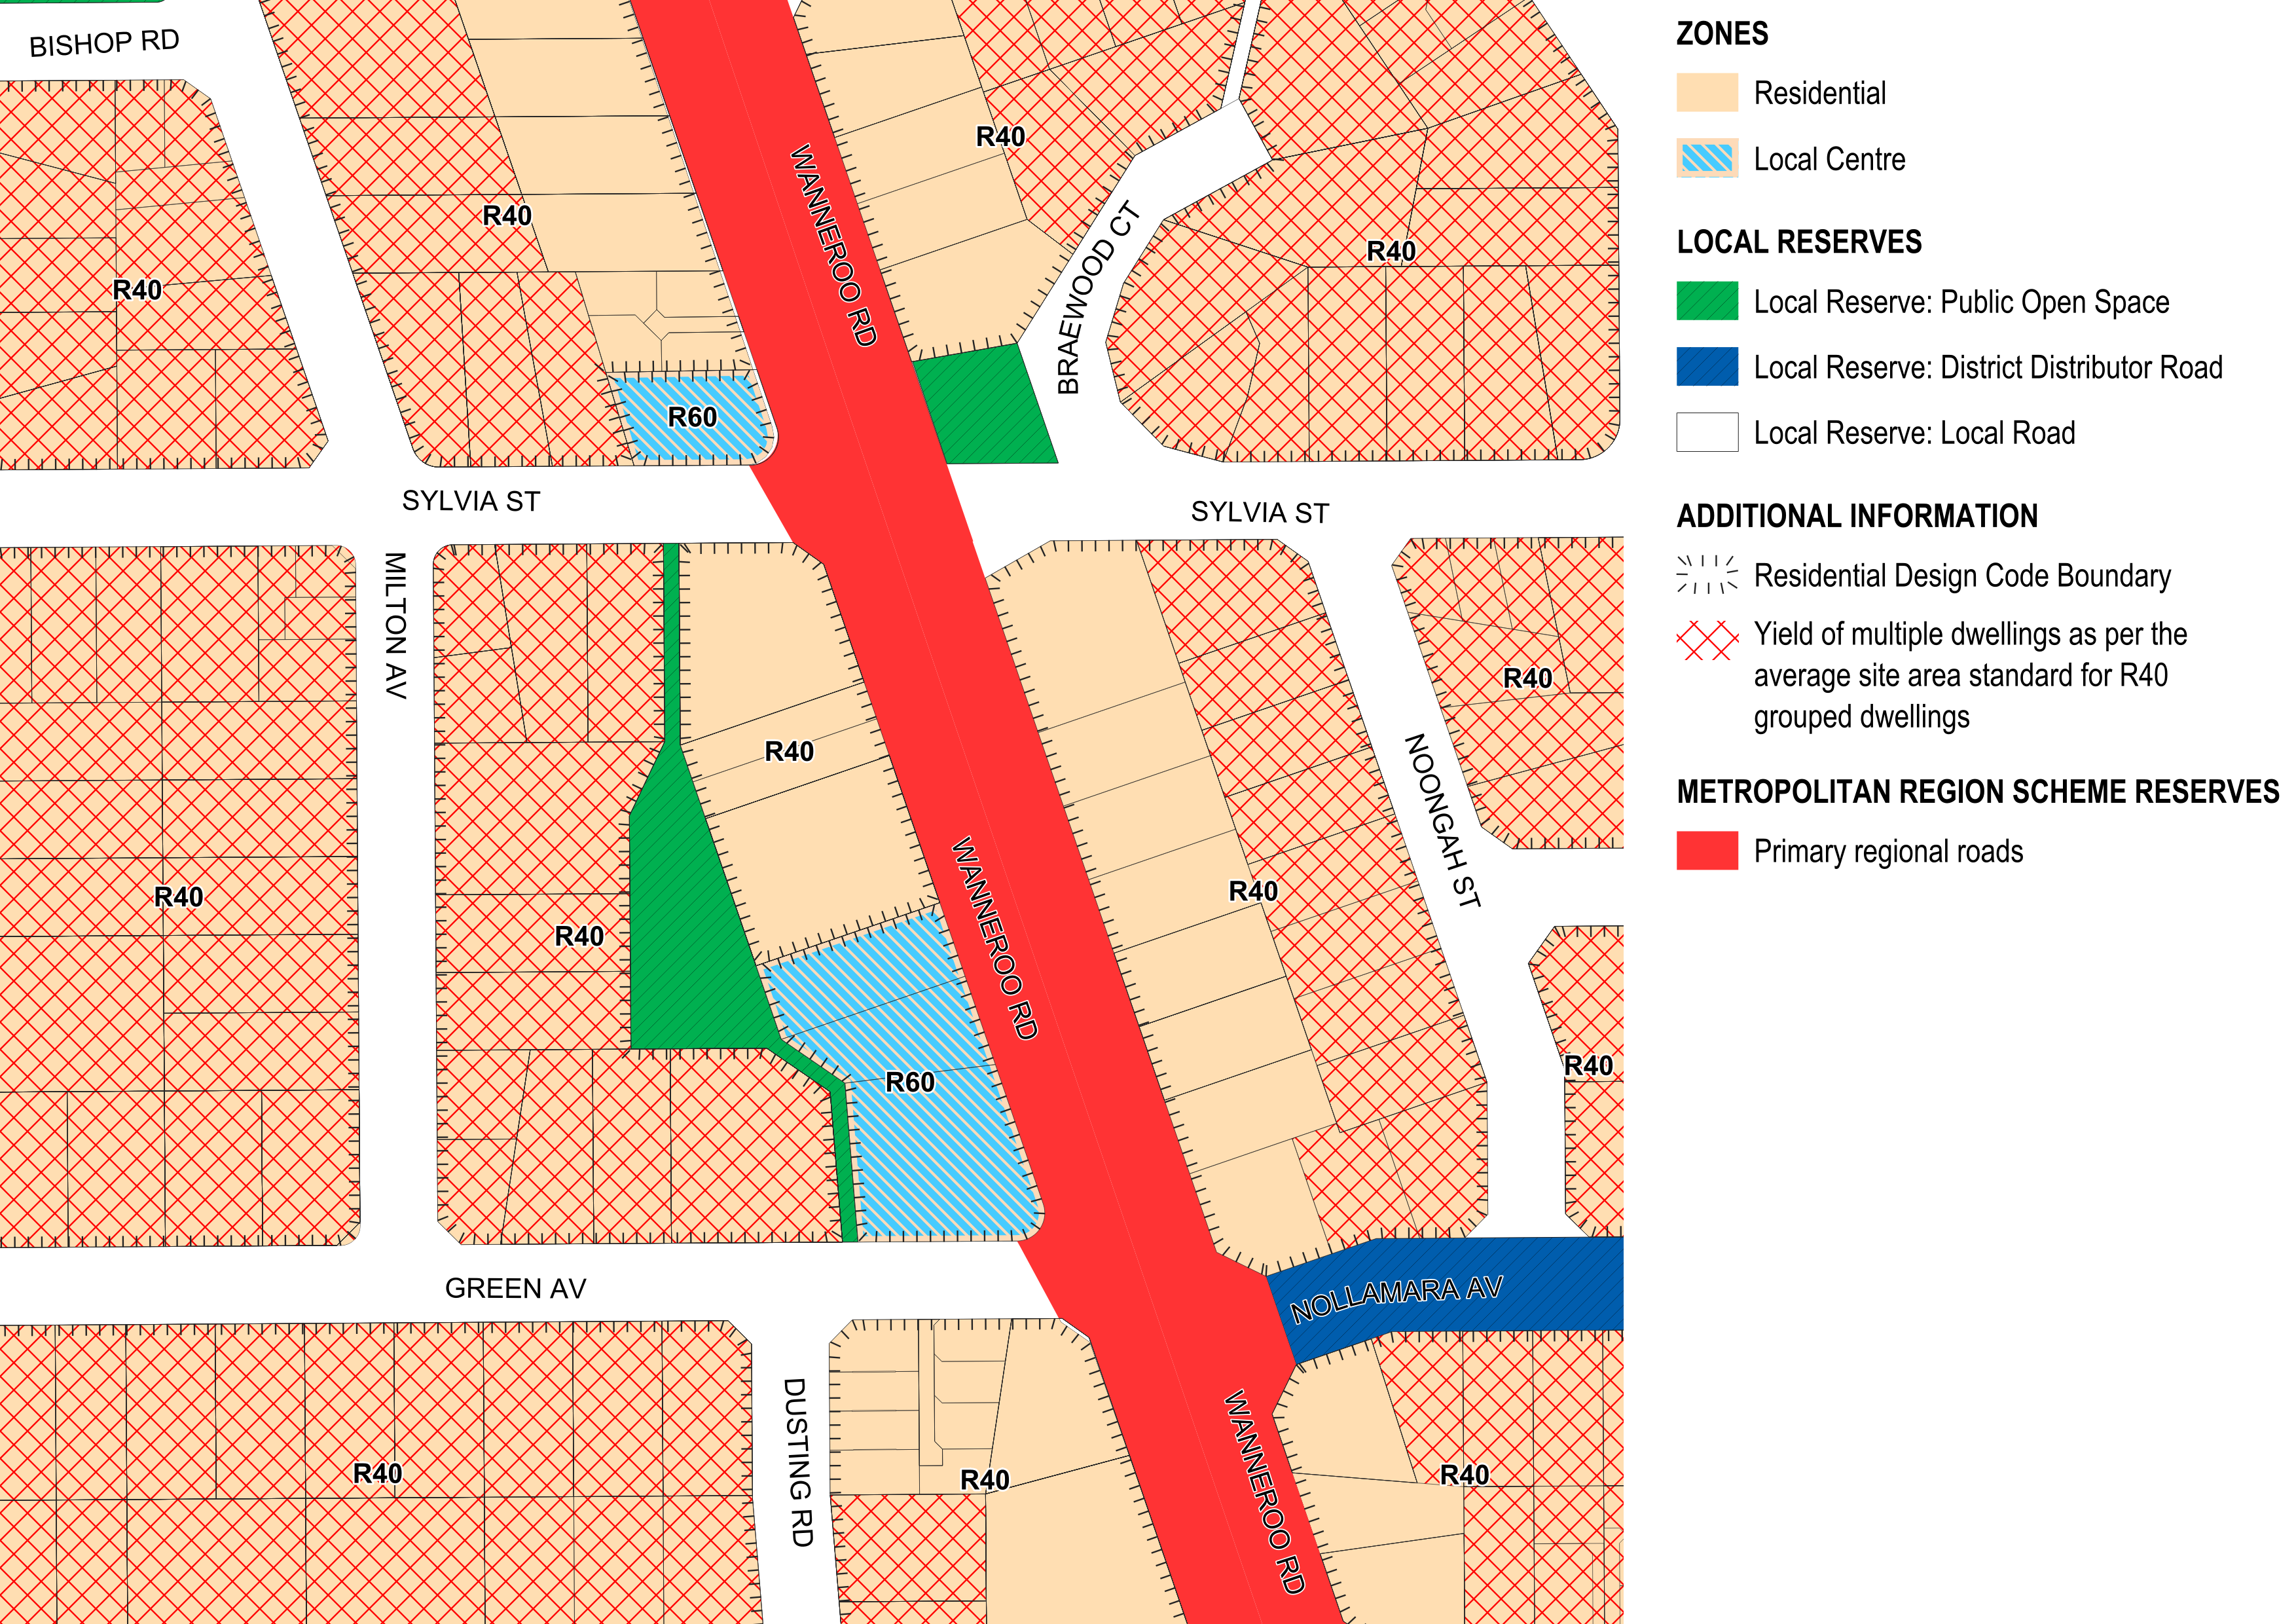 BISHOP RD
WANNEROO RD
R40
R40
R40
R40
BRAEWOOD CT
R60
SYLVIA ST
SYLVIA ST
MILTON AV
R40
R40
NOONGAH ST
WANNEROO RD
R40
R40
R40
R40
R60
GREEN AV
NOLLAMARA AV
DUSTING RD
WANNEROO RD
R40
R40
R40
ZONES
Residential
Local Centre
LOCAL RESERVES
Local Reserve: Public Open Space
Local Reserve: District Distributor Road
Local Reserve: Local Road
ADDITIONAL INFORMATION
Residential Design Code Boundary
Yield of multiple dwellings as per the
average site area standard for R40
grouped dwellings
METROPOLITAN REGION SCHEME RESERVES
Primary regional roads